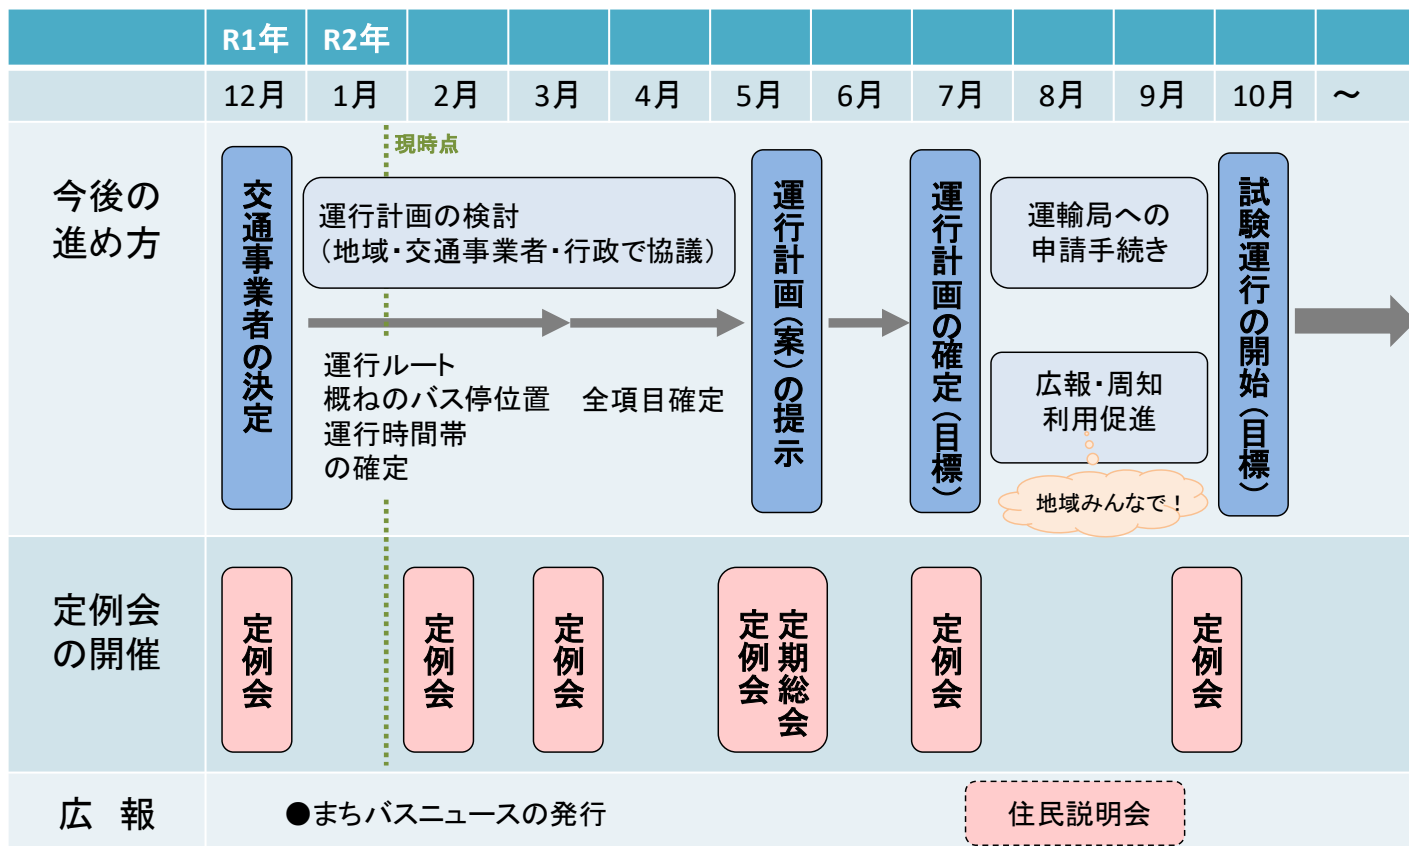 R1年 R2年
12月 1月 2月 3月 4月 5月 6月 7月 8月 9月 10月 ～
現時点
今後の
進め方
交通事業者の決定
運行計画の検討
（地域・交通事業者・行政で協議）
運行ルート
概ねのバス停位置
運行時間帯
の確定
全項目確定
運行計画（案）の提示
運行計画の確定（目標）
運輸局への
申請手続き
広報・周知
利用促進
地域みんなで！
試験運行の開始（目標）
定例会
の開催
定例会
定例会
定例会
定期総会
定例会
定例会
定例会
広 報
●まちバスニュースの発行
住民説明会